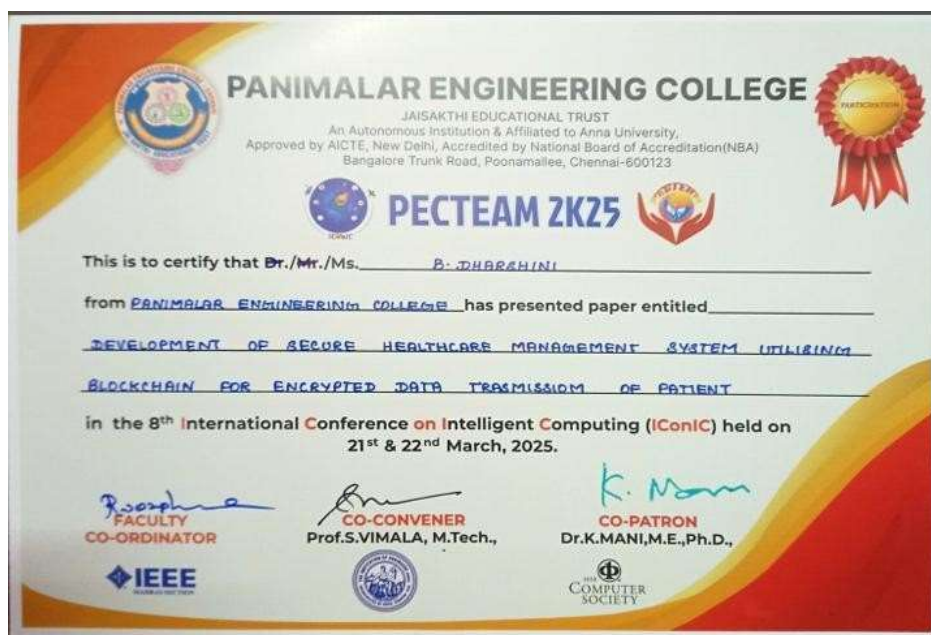 PANIMALAR ENGINEERING COLLEGE
JAISAKTHI EDUCATIONAL TRUST
An Autonomous Institution & Affiliated to Anna University,
Approved by AICTE, New Delhi, Accredited by National Board of Accreditation(NBA)
Bangalore Trunk Road, Poonamallee, Chennai-600123
PARTICIPATION
PECTEAM 2K25
This is to certify that Dr./Mr./Ms. B. DHARSHINI
from PANIMALAR ENGINEERING COLLEGE has presented paper entitled
DEVELOPMENT OF SECURE HEALTHCARE MANAGEMENT SYSTEM UTILISING
BLOCKCHAIN FOR ENCRYPTED DATA TRASMISSIOM OF PATIENT
in the 8th International Conference on Intelligent Computing (IConIC) held on
21st & 22nd March, 2025.
K. Mani
FACULTY
CO-ORDINATOR
CO-CONVENER
Prof.S.VIMALA, M.Tech.,
CO-PATRON
Dr.K.MANI,M.E.,Ph.D.,
IEEE
MADRAS SECTION
IEEE
COMPUTER
SOCIETY